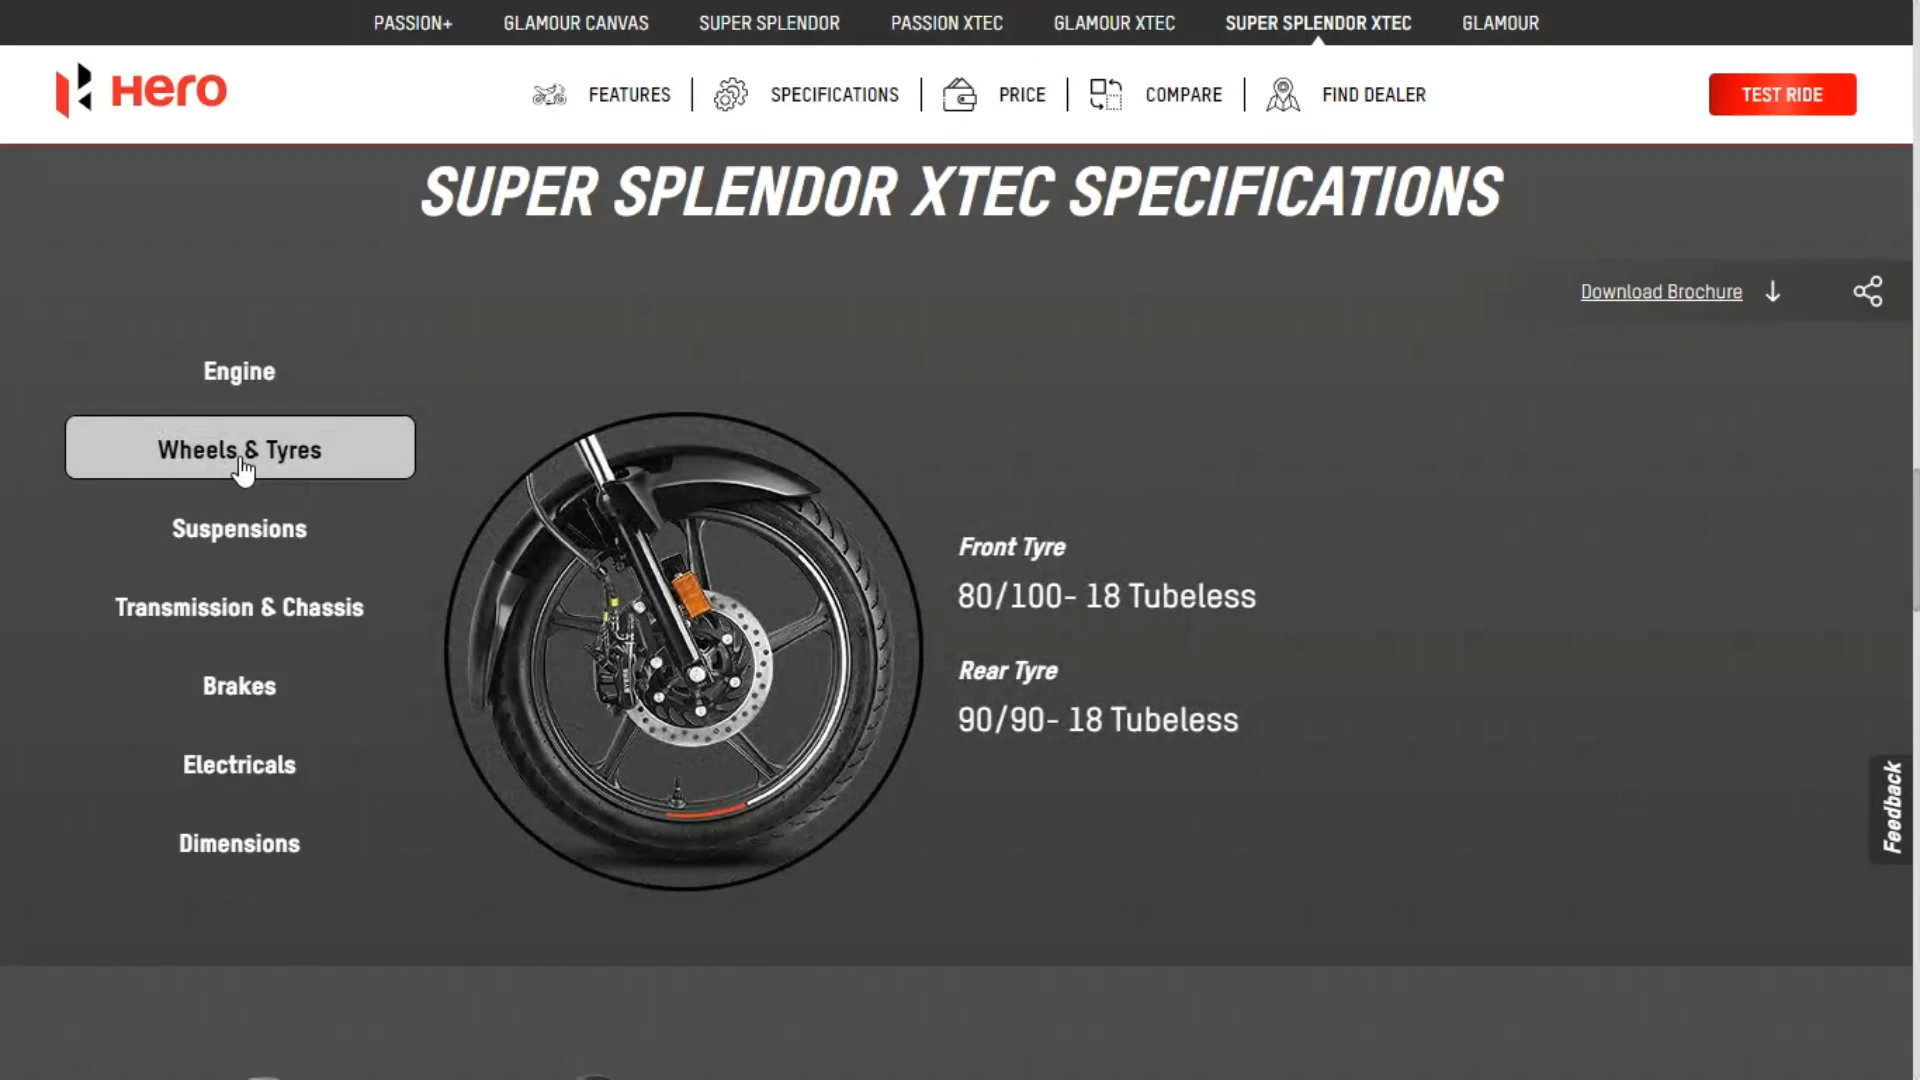 PASSION+ GLAMOUR CANVAS SUPER SPLENDOR PASSION XTEC GLAMOUR XTEC SUPER SPLENDOR XTEC GLAMOUR
Hero FEATURES SPECIFICATIONS PRICE COMPARE FIND DEALER TEST RIDE
SUPER SPLENDOR XTEC SPECIFICATIONS
Download Brochure
Engine
Wheels & Tyres
Suspensions
Transmission & Chassis
Brakes
Electricals
Dimensions
Front Tyre
80/100- 18 Tubeless
Rear Tyre
90/90- 18 Tubeless
Feedback